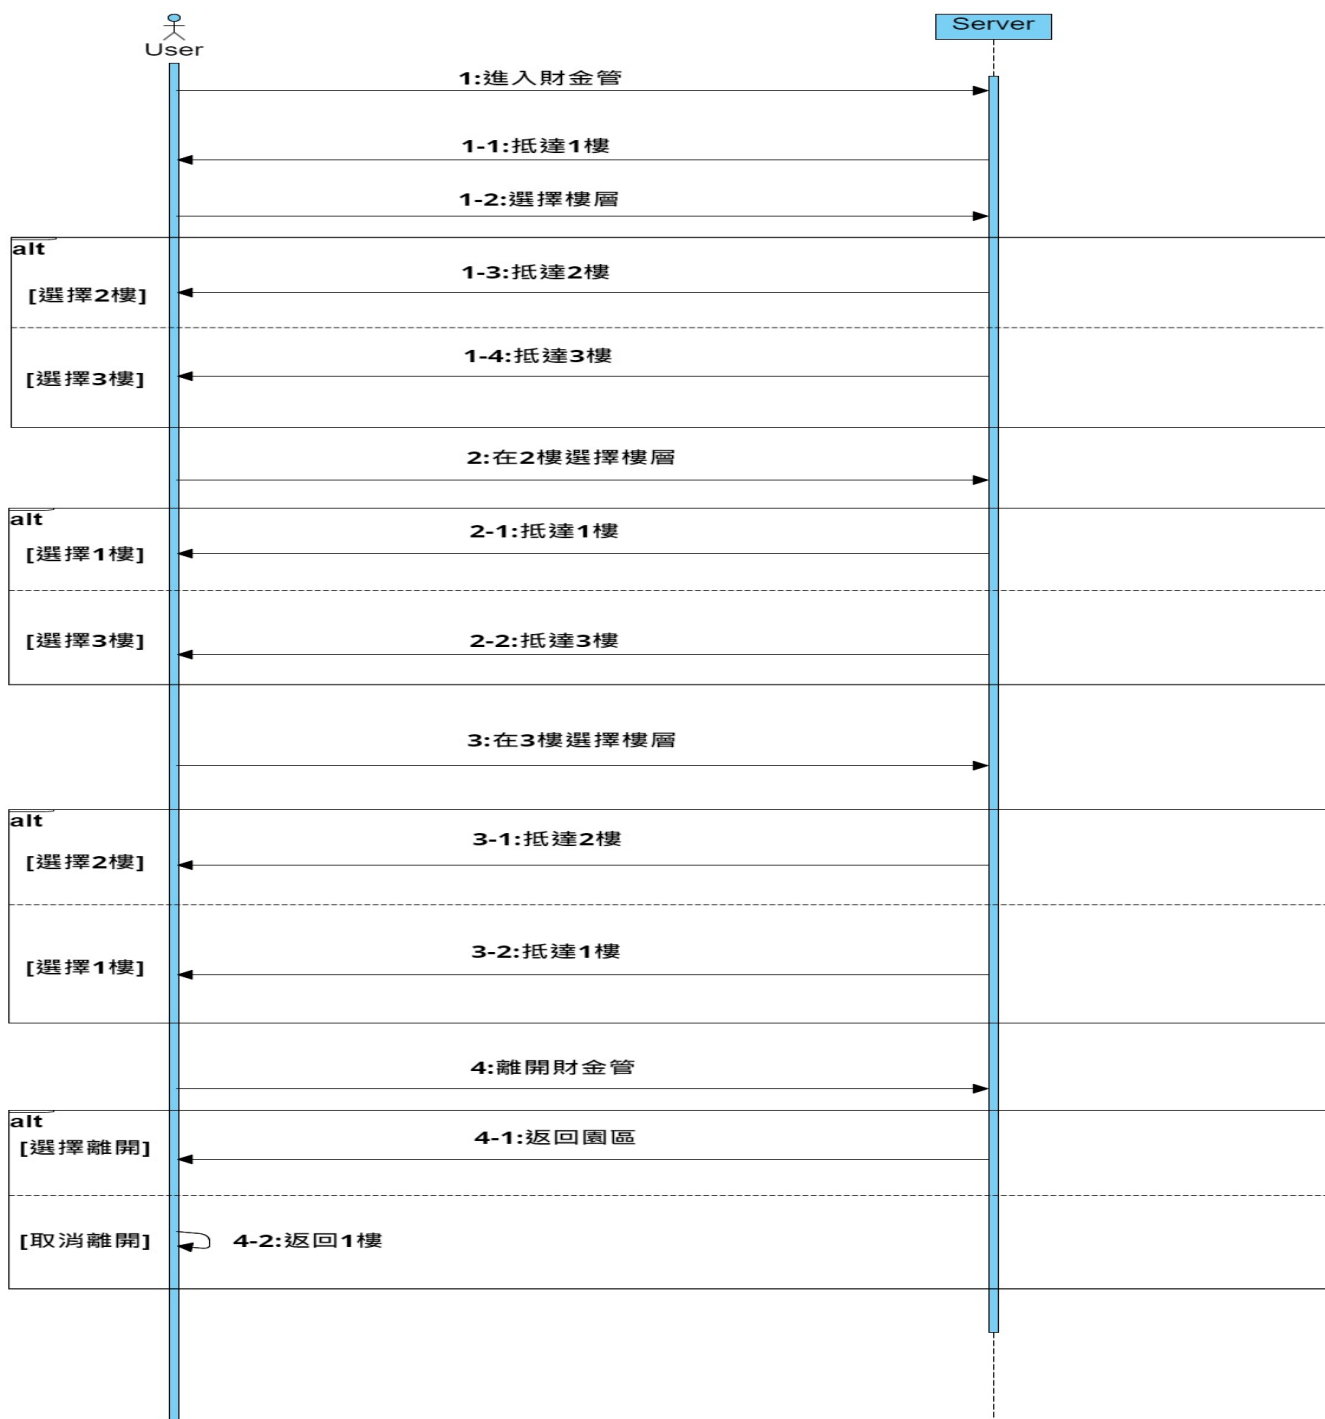 User
Server
1:進入財金管
1-1:抵達1樓
1-2:選擇樓層
alt
1-3:抵達2樓
[選擇2樓]
1-4:抵達3樓
[選擇3樓]
2:在2樓選擇樓層
alt
2-1:抵達1樓
[選擇1樓]
2-2:抵達3樓
[選擇3樓]
3:在3樓選擇樓層
alt
3-1:抵達2樓
[選擇2樓]
3-2:抵達1樓
[選擇1樓]
4:離開財金管
alt
4-1:返回園區
[選擇離開]
[取消離開]
4-2:返回1樓